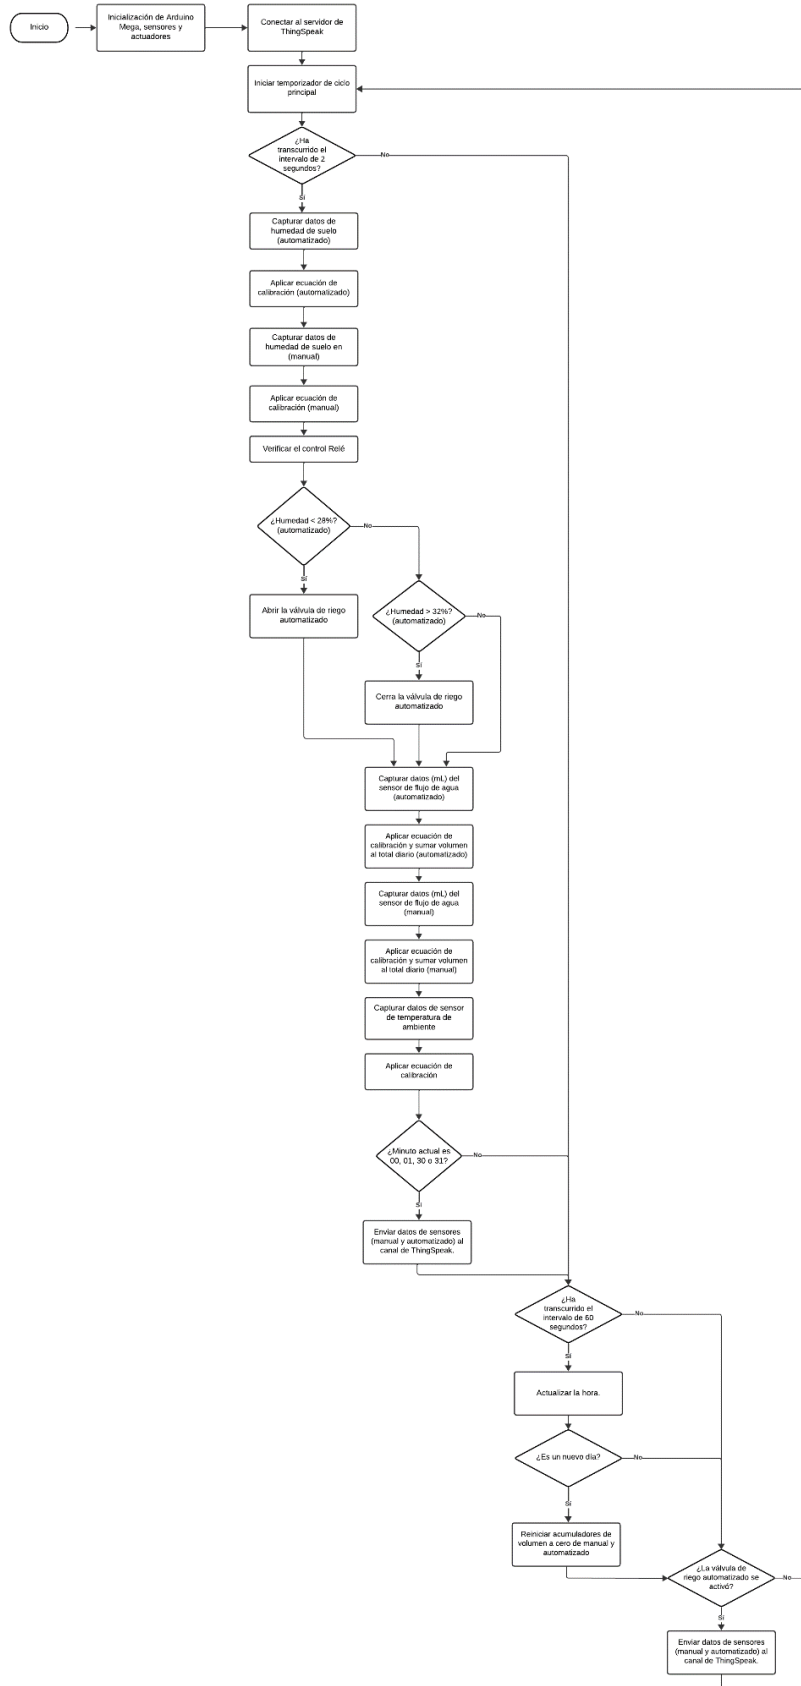 Inicio
Inicialización de Arduino
Mega, sensores y
actuadores
Conectar al servidor de
ThingSpeak
Iniciar temporizador de ciclo
principal
¿Ha
transcurrido el
intervalo de 2
segundos?
No
Sí
Capturar datos de
humedad de suelo
(automatizado)
Aplicar ecuación de
calibración (automatizado)
Capturar datos de
humedad de suelo en
(manual)
Aplicar ecuación de
calibración (manual)
Verificar el control Relé
¿Humedad < 28%?
(automatizado)
No
Sí
Abrir la válvula de riego
automatizado
¿Humedad > 32%?
(automatizado)
No
Sí
Cerra la válvula de riego
automatizado
Capturar datos (mL) del
sensor de flujo de agua
(automatizado)
Aplicar ecuación de
calibración y sumar volumen
al total diario (automatizado)
Capturar datos (mL) del
sensor de flujo de agua
(manual)
Aplicar ecuación de
calibración y sumar volumen
al total diario (manual)
Capturar datos de sensor
de temperatura de
ambiente
Aplicar ecuación de
calibración
¿Minuto actual es
00, 01, 30 o 31?
No
Sí
Enviar datos de sensores
(manual y automatizado) al
canal de ThingSpeak.
¿Ha
transcurrido el
intervalo de 60
segundos?
No
Sí
Actualizar la hora.
¿Es un nuevo día?
No
Sí
Reiniciar acumuladores de
volumen a cero de manual y
automatizado
¿La válvula de
riego automatizado se
activó?
No
Sí
Enviar datos de sensores
(manual y automatizado) al
canal de ThingSpeak.